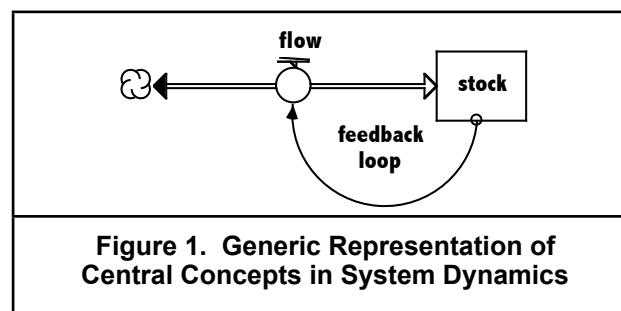 flow
stock
feedback
loop
Figure 1. Generic Representation of
Central Concepts in System Dynamics